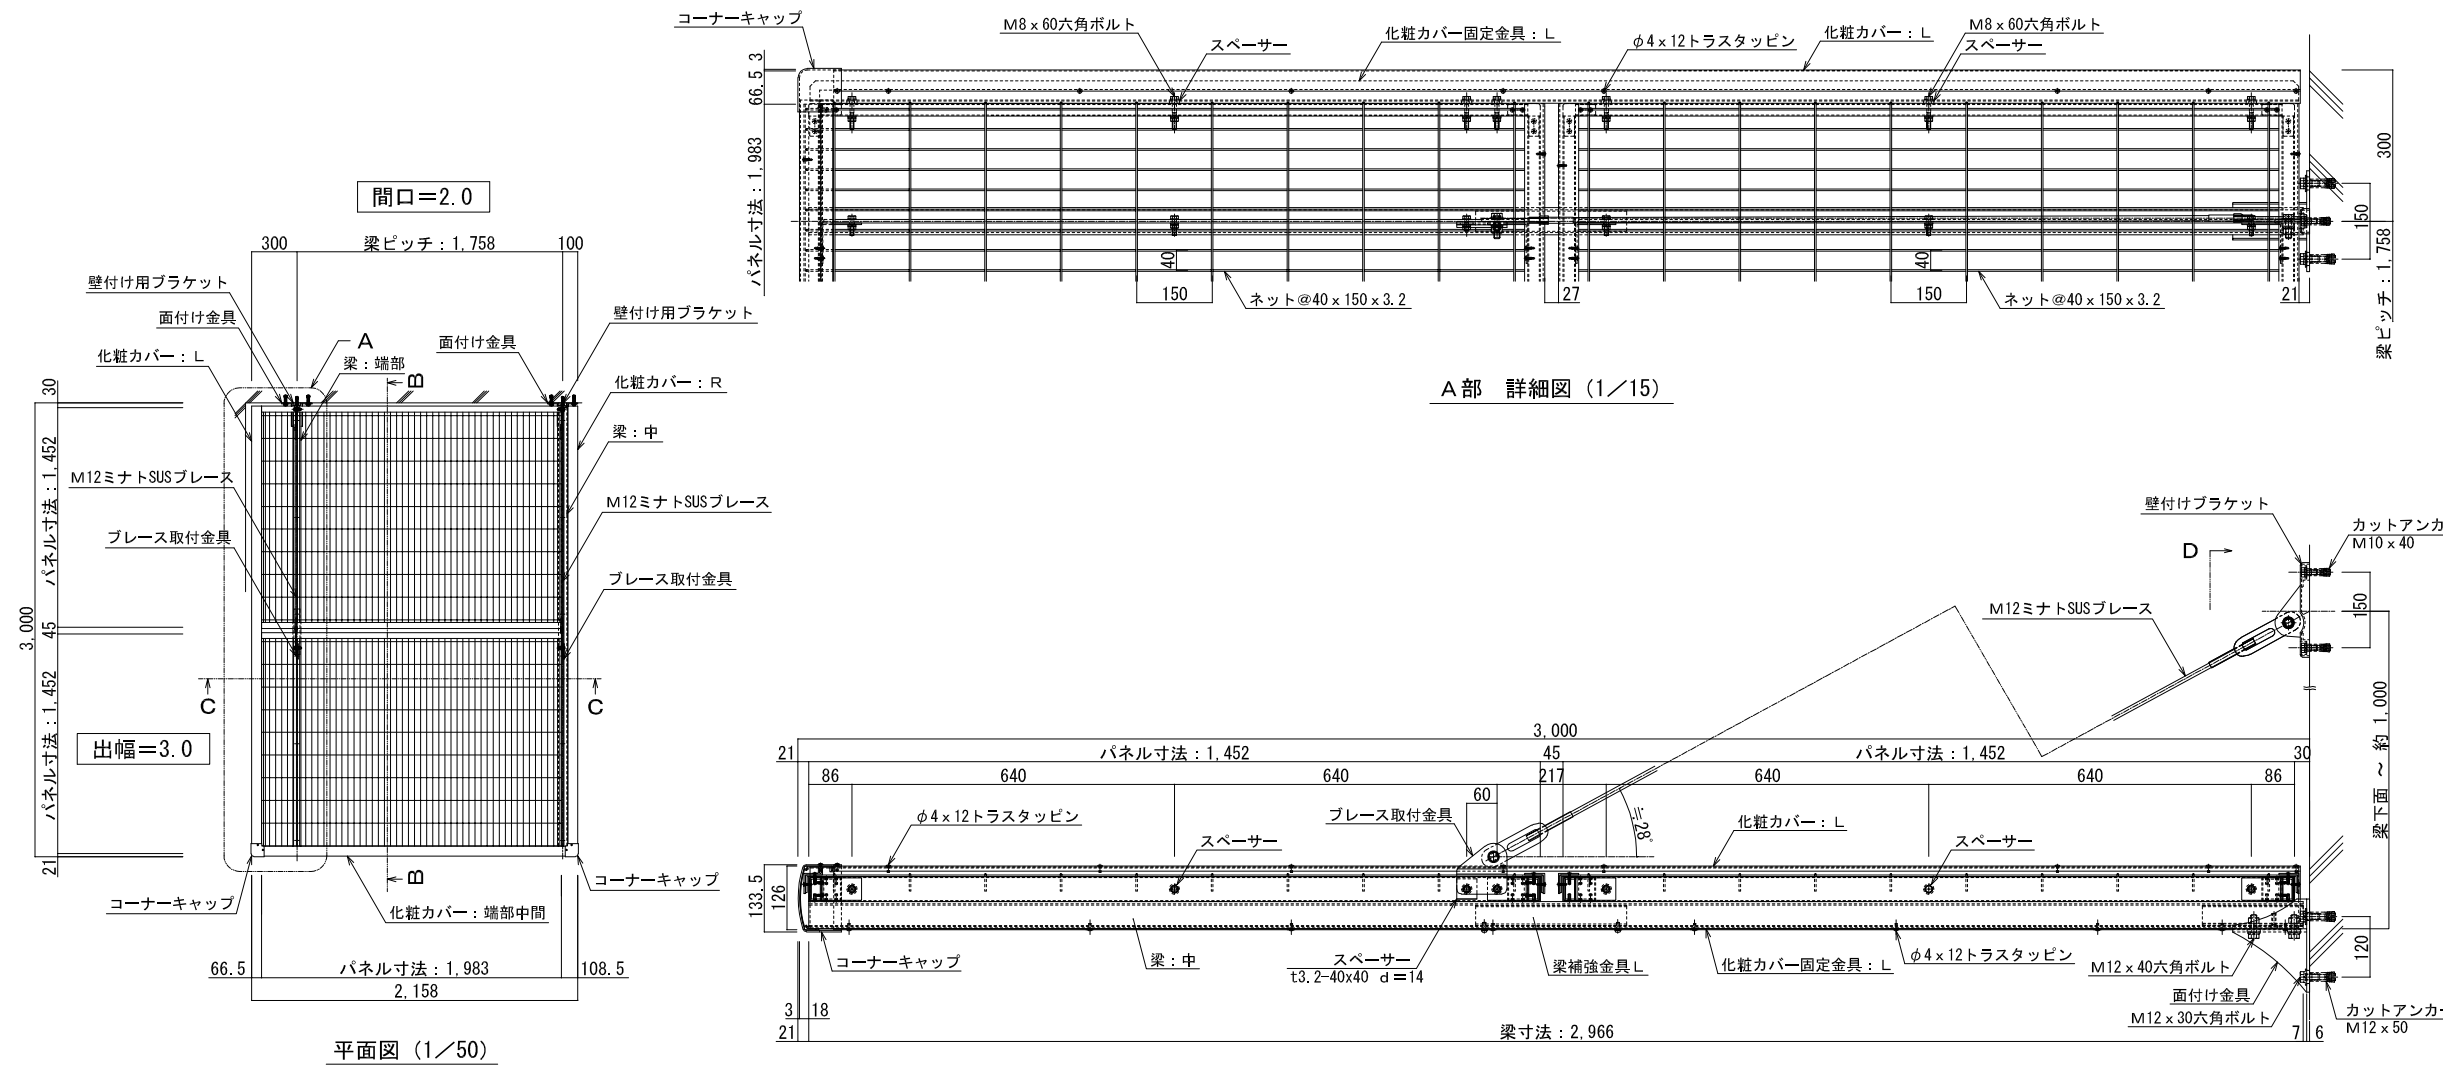 間口＝2.0
300
梁ピッチ：1,758
100
壁付け用ブラケット
面付け金具
化粧カバー：L
A
梁：端部
B
面付け金具
壁付け用ブラケット
化粧カバー：R
梁：中
M12ミナトSUSブレース
M12ミナトSUSブレース
ブレース取付金具
ブレース取付金具
30
パネル寸法：1,452
3,000
45
パネル寸法：1,452
21
C
C
出幅＝3.0
B
コーナーキャップ
コーナーキャップ
化粧カバー：端部中間
66.5
パネル寸法：1,983
108.5
2,158
平面図（1／50）
コーナーキャップ
M8ｘ60六角ボルト
スペーサー
化粧カバー固定金具：L
φ4ｘ12トラスタッピン
化粧カバー：L
M8ｘ60六角ボルト
スペーサー
3
66.5
パネル寸法：1,983
300
150
梁ピッチ：1,758
40
40
150
ネット＠40ｘ150ｘ3.2
27
150
ネット＠40ｘ150ｘ3.2
21
A部　詳細図（1／15）
壁付けブラケット
カットアンカ
M10ｘ40
D
M12ミナトSUSブレース
150
梁下面 ～ 約1,000
3,000
21
パネル寸法：1,452
45
パネル寸法：1,452
30
86
640
640
217
640
640
86
60
ブレース取付金具
≒28°
φ4ｘ12トラスタッピン
スペーサー
化粧カバー：L
スペーサー
133.5
126
コーナーキャップ
梁：中
スペーサー
t3.2-40x40 d＝14
梁補強金具L
化粧カバー固定金具：L
φ4ｘ12トラスタッピン
M12ｘ40六角ボルト
120
面付け金具
M12ｘ30六角ボルト
カットアンカー
M12ｘ50
3
18
21
梁寸法：2,966
7
6